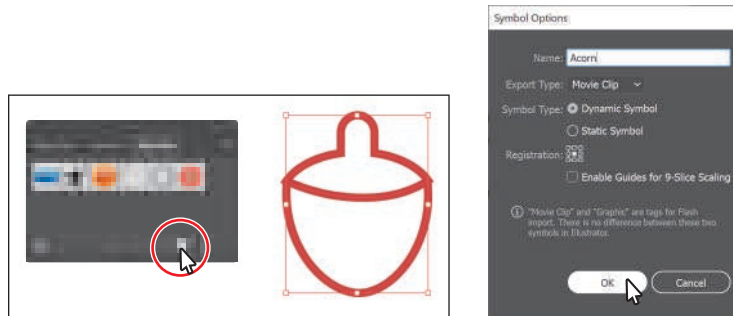 Symbol Options
Name: Acorn
Export Type: Movie Clip
Symbol Type: Dynamic Symbol
Static Symbol
Registration:
Enable Guides for 9-Slice Scaling
"Movie Clip" and "Graphic" are tags for Flash
import. There is no difference between these two
symbols in Illustrator.
OK Cancel